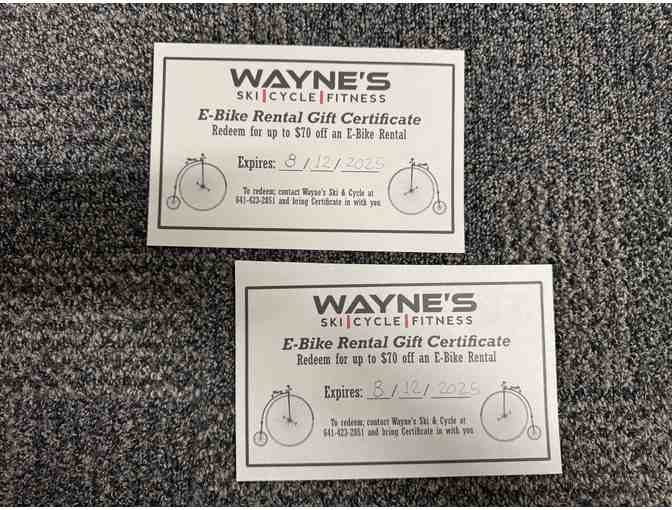 WAYNE'S
SKI|CYCLE|FITNESS
E-Bike Rental Gift Certificate
Redeem for up to $70 off an E-Bike Rental
Expires: 8/12/2025
To redeem; contact Wayne's Ski & Cycle at
641-423-2851 and bring Certificate in with you
WAYNE'S
SKI|CYCLE|FITNESS
E-Bike Rental Gift Certificate
Redeem for up to $70 off an E-Bike Rental
Expires: 8/12/2025
To redeem; contact Wayne's Ski & Cycle at
641-423-2851 and bring Certificate in with you